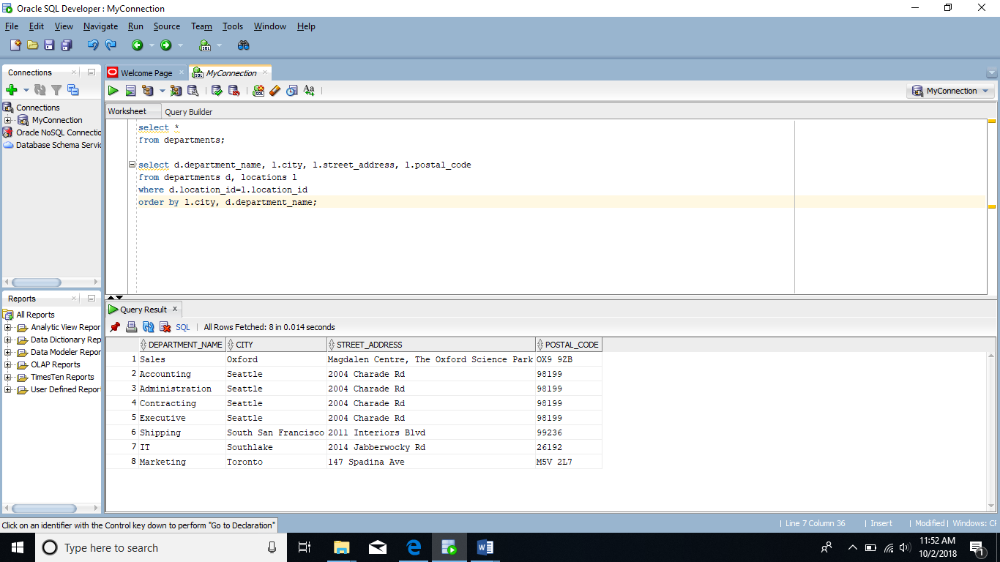 Oracle SQL Developer : MyConnection
File Edit View Navigate Run Source Team Tools Window Help
Connections
Welcome Page
MyConnection
MyConnection
Connections
MyConnection
Oracle NoSQL Connectio
Database Schema Servic
Worksheet
Query Builder
select *
from departments;
select d.department_name, l.city, l.street_address, l.postal_code
from departments d, locations l
where d.location_id=l.location_id
order by l.city, d.department_name;
Reports
All Reports
Analytic View Repor
Data Dictionary Rep
Data Modeler Repor
OLAP Reports
TimesTen Reports
User Defined Report
Query Result
SQL | All Rows Fetched: 8 in 0.014 seconds
DEPARTMENT_NAME CITY STREET_ADDRESS POSTAL_CODE
1 Sales Oxford Magdalen Centre, The Oxford Science Park OX9 9ZB
2 Accounting Seattle 2004 Charade Rd 98199
3 Administration Seattle 2004 Charade Rd 98199
4 Contracting Seattle 2004 Charade Rd 98199
5 Executive Seattle 2004 Charade Rd 98199
6 Shipping South San Francisco 2011 Interiors Blvd 99236
7 IT Southlake 2014 Jabberwocky Rd 26192
8 Marketing Toronto 147 Spadina Ave M5V 2L7
Click on an identifier with the Control key down to perform "Go to Declaration"
| Line 7 Column 36 | Insert | Modified | Windows: CF
Type here to search
11:52 AM
10/2/2018
1